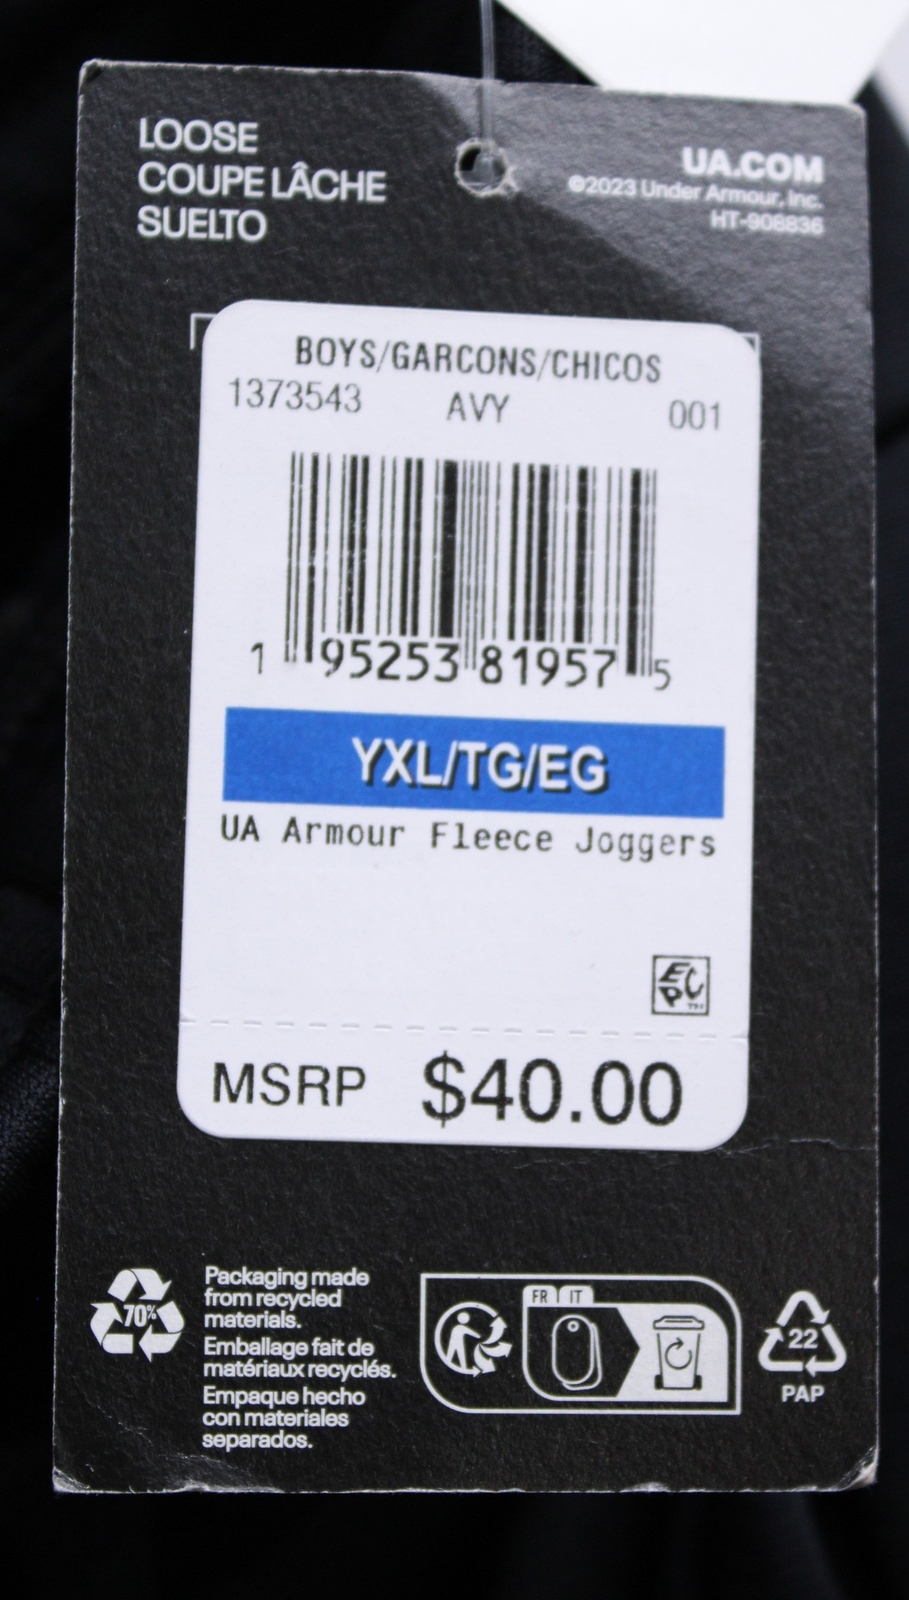 LOOSE
COUPE LÂCHE
SUELTO
UA.COM
©2023 Under Armour, Inc.
HT-906836
BOYS/GARCONS/CHICOS
1373543 AVY 001
1 95253 81957 5
YXL/TG/EG
UA Armour Fleece Joggers
EPC TM
MSRP $40.00
70%
Packaging made
from recycled
materials.
Emballage fait de
matériaux recyclés.
Empaque hecho
con materiales
separados.
FR IT
22
PAP